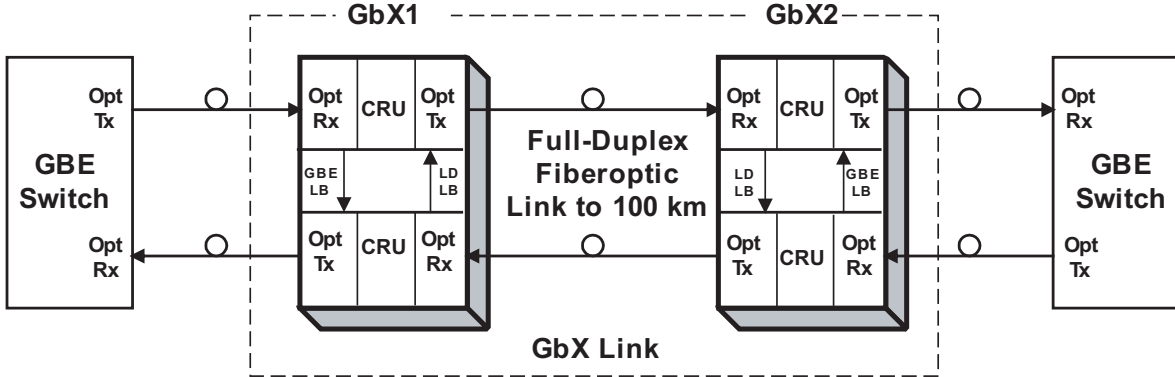 GbX1
GbX2
GBE
Switch
Opt
Tx
Opt
Rx
Opt
Rx
CRU
Opt
Tx
GBE
LB
LD
LB
Opt
Tx
CRU
Opt
Rx
Full-Duplex
Fiberoptic
Link to 100 km
Opt
Rx
CRU
Opt
Tx
LD
LB
GBE
LB
Opt
Tx
CRU
Opt
Rx
Opt
Rx
GBE
Switch
Opt
Tx
GbX Link